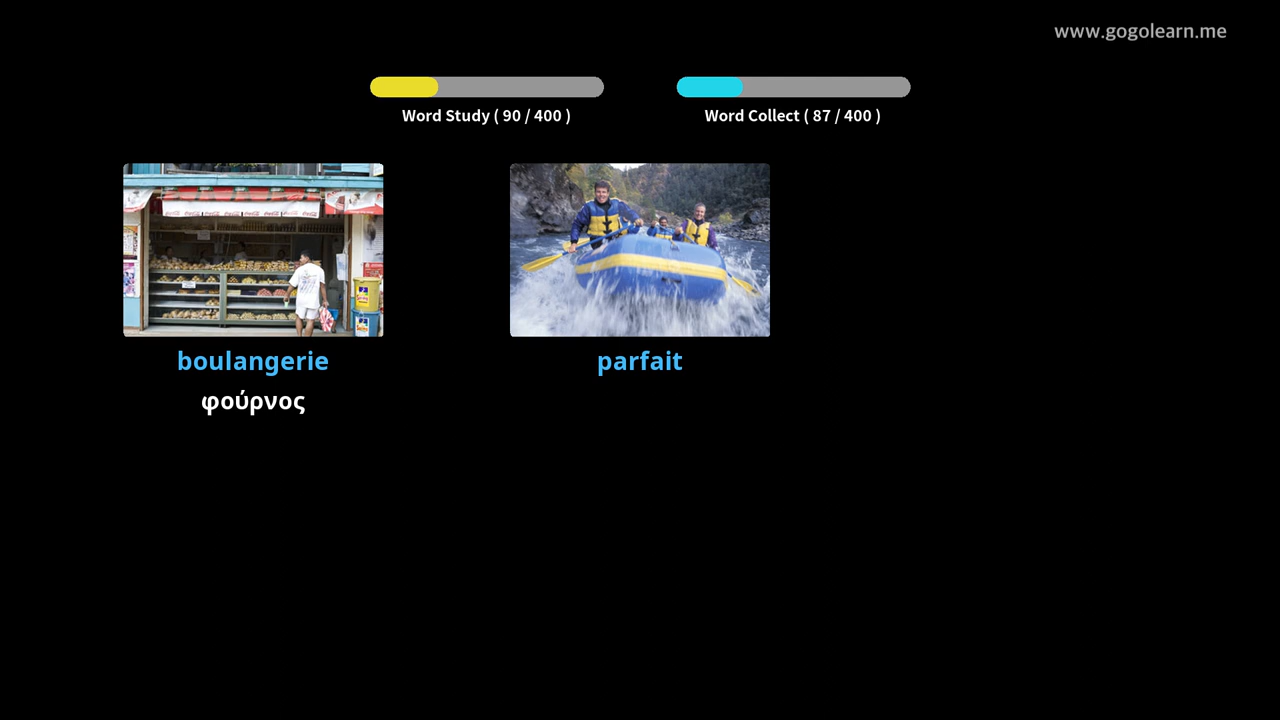 www.gogolearn.me
Word Study ( 90 / 400 )
Word Collect ( 87 / 400 )
boulangerie
parfait
φούρνος